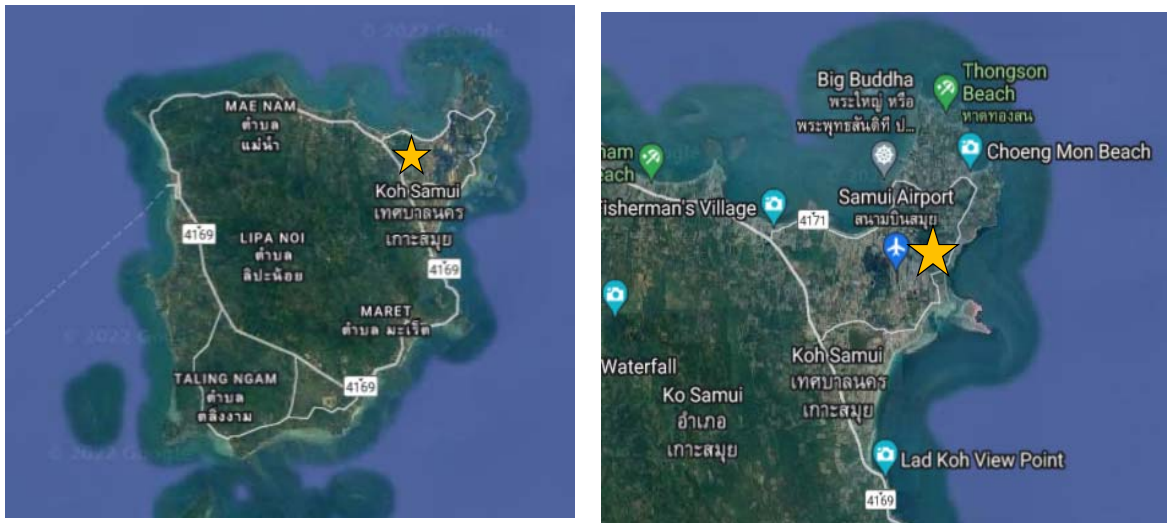 © 2022 Google
MAE NAM
ตำบล
แม่น้ำ
Koh Samui
เทศบาลนคร
เกาะสมุย
4169
LIPA NOI
ตำบล
ลิปะน้อย
4169
MARET
ตำบล มะเร็ต
TALING NGAM
ตำบล
ตลิ่งงาม
4169
© 2022 Google
Big Buddha
พระใหญ่ หรือ
พระพุทธสันติที ป...
Thongson
Beach
หาดทองสน
Choeng Mon Beach
Samui Airport
สนามบินสมุย
isherman's Village
4171
Koh Samui
เทศบาลนคร
เกาะสมุย
Waterfall
Ko Samui
อำเภอ
เกาะสมุย
Lad Koh View Point
4169